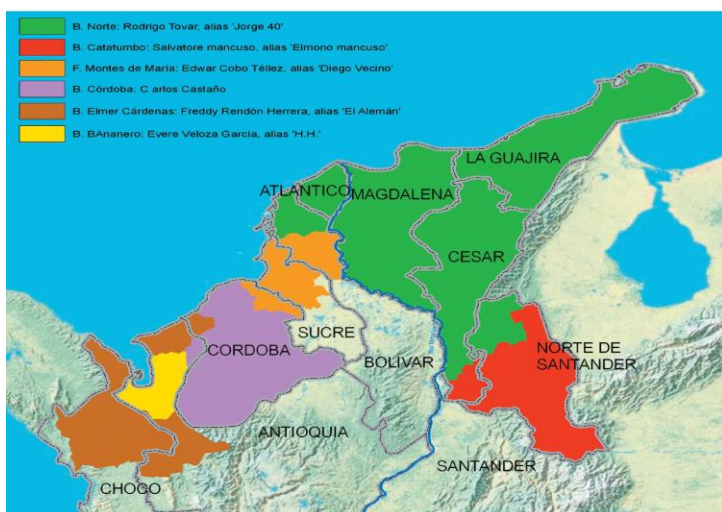 B. Norte: Rodrigo Tovar, alias 'Jorge 40'
B. Catatumbo: Salvatore mancuso, alias 'Elmono mancuso'
F. Montes de María: Edwar Cobo Téllez, alias 'Diego Vecino'
B. Córdoba: C arlos Castaño
B. Elmer Cárdenas: Freddy Rendón Herrera, alias 'El Alemán'
B. BAnanero: Evere Veloza García, alias 'H.H.'
LA GUAJIRA
ATLANTICO
MAGDALENA
CESAR
SUCRE
CORDOBA
BOLIVAR
NORTE DE
SANTANDER
ANTIOQUIA
SANTANDER
CHOCO